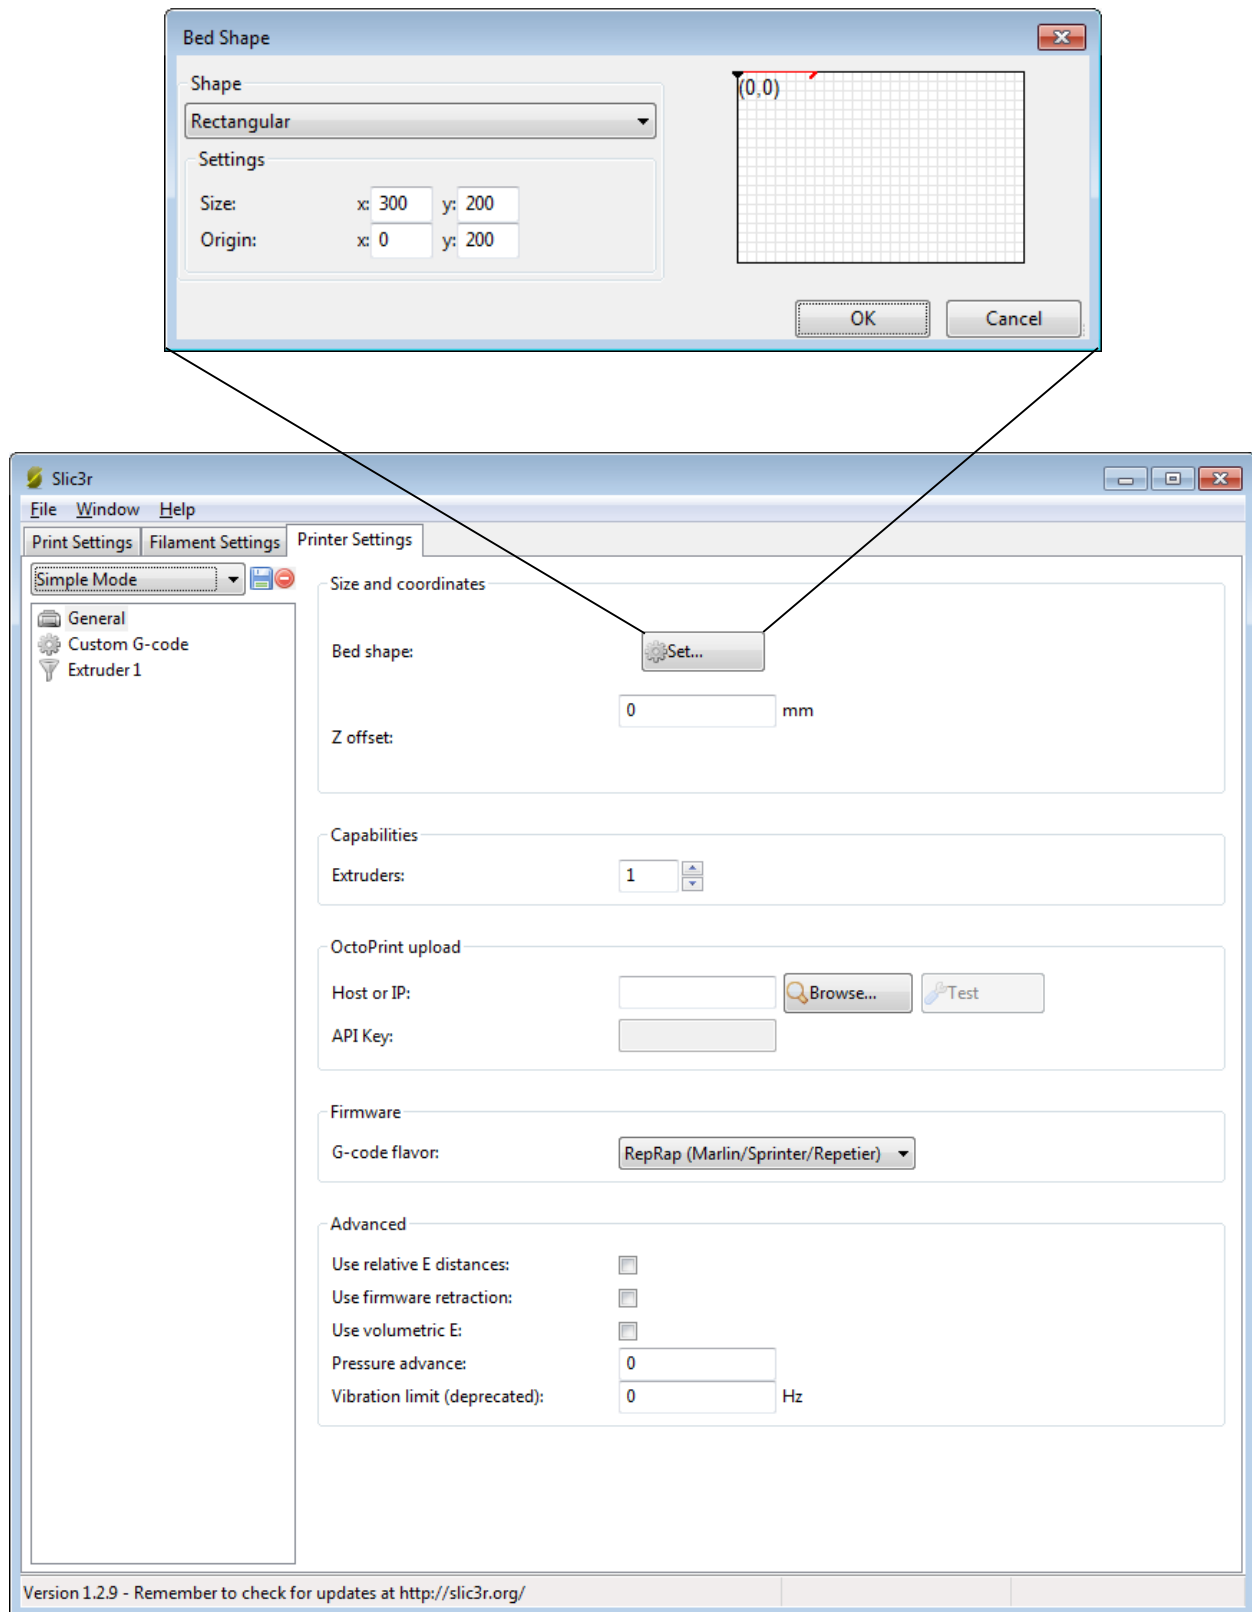 Bed Shape
Shape
Rectangular
Settings
Size: x: 300 y: 200
Origin: x: 0 y: 200
(0,0)
OK Cancel
Slic3r
File Window Help
Print Settings Filament Settings Printer Settings
Simple Mode
General
Custom G-code
Extruder 1
Size and coordinates
Bed shape: Set...
0 mm
Z offset:
Capabilities
Extruders: 1
OctoPrint upload
Host or IP: Browse... Test
API Key:
Firmware
G-code flavor: RepRap (Marlin/Sprinter/Repetier)
Advanced
Use relative E distances:
Use firmware retraction:
Use volumetric E:
Pressure advance: 0
Vibration limit (deprecated): 0 Hz
Version 1.2.9 - Remember to check for updates at http://slic3r.org/